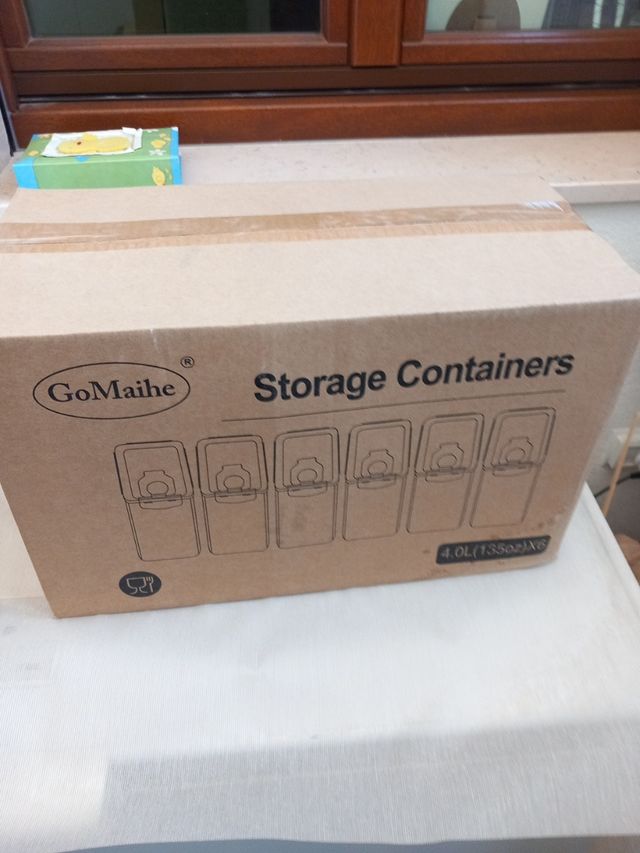 GoMaihe ®
Storage Containers
4.0L(135oz)X6